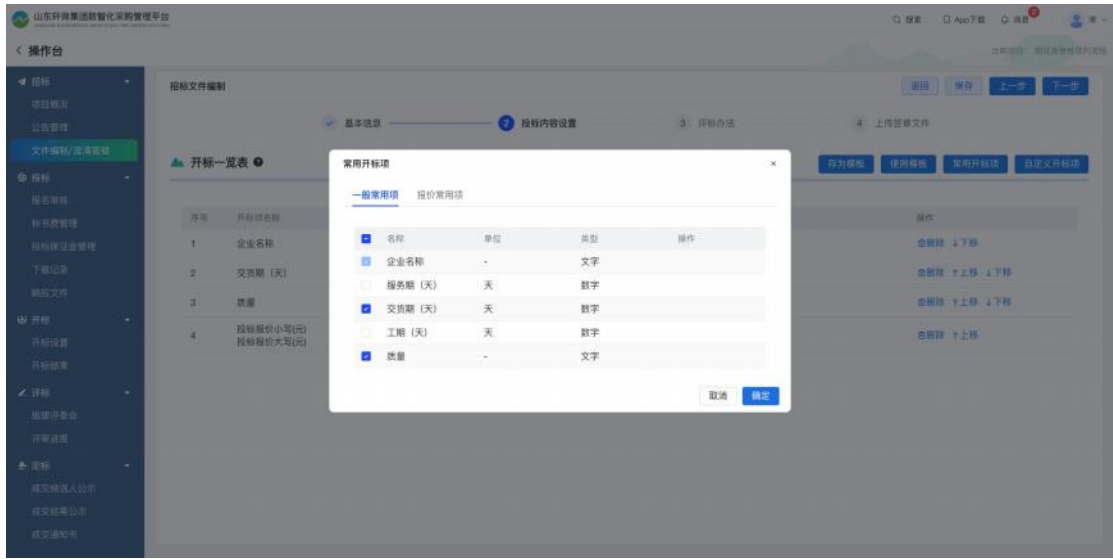 山东环保集团数智化采购管理平台
搜索 App下载 消息
操作台
招标
项目概况
公告管理
文件编制/澄清答疑
投标
报名审核
标书费管理
投标保证金管理
下载记录
响应文件
开标
开标设置
开标结果
评标
组建评委会
评审进度
定标
成交候选人公示
成交结果公示
成交通知书
招标文件编制
返回 保存 上一步 下一步
基本信息 2 投标内容设置 3 评标办法 4 上传签章文件
开标一览表
存为模板 使用模板 常用开标项 自定义开标项
序号 开标项名称 操作
1 企业名称 删除 ↓下移
2 交货期（天） 删除 ↑上移 ↓下移
3 质量 删除 ↑上移 ↓下移
4 投标报价小写(元) 删除 ↑上移
投标报价大写(元)
常用开标项 ×
一般常用项 报价常用项
名称 单位 类型 操作
企业名称 - 文字
服务期（天） 天 数字
交货期（天） 天 数字
工期（天） 天 数字
质量 - 文字
取消 确定